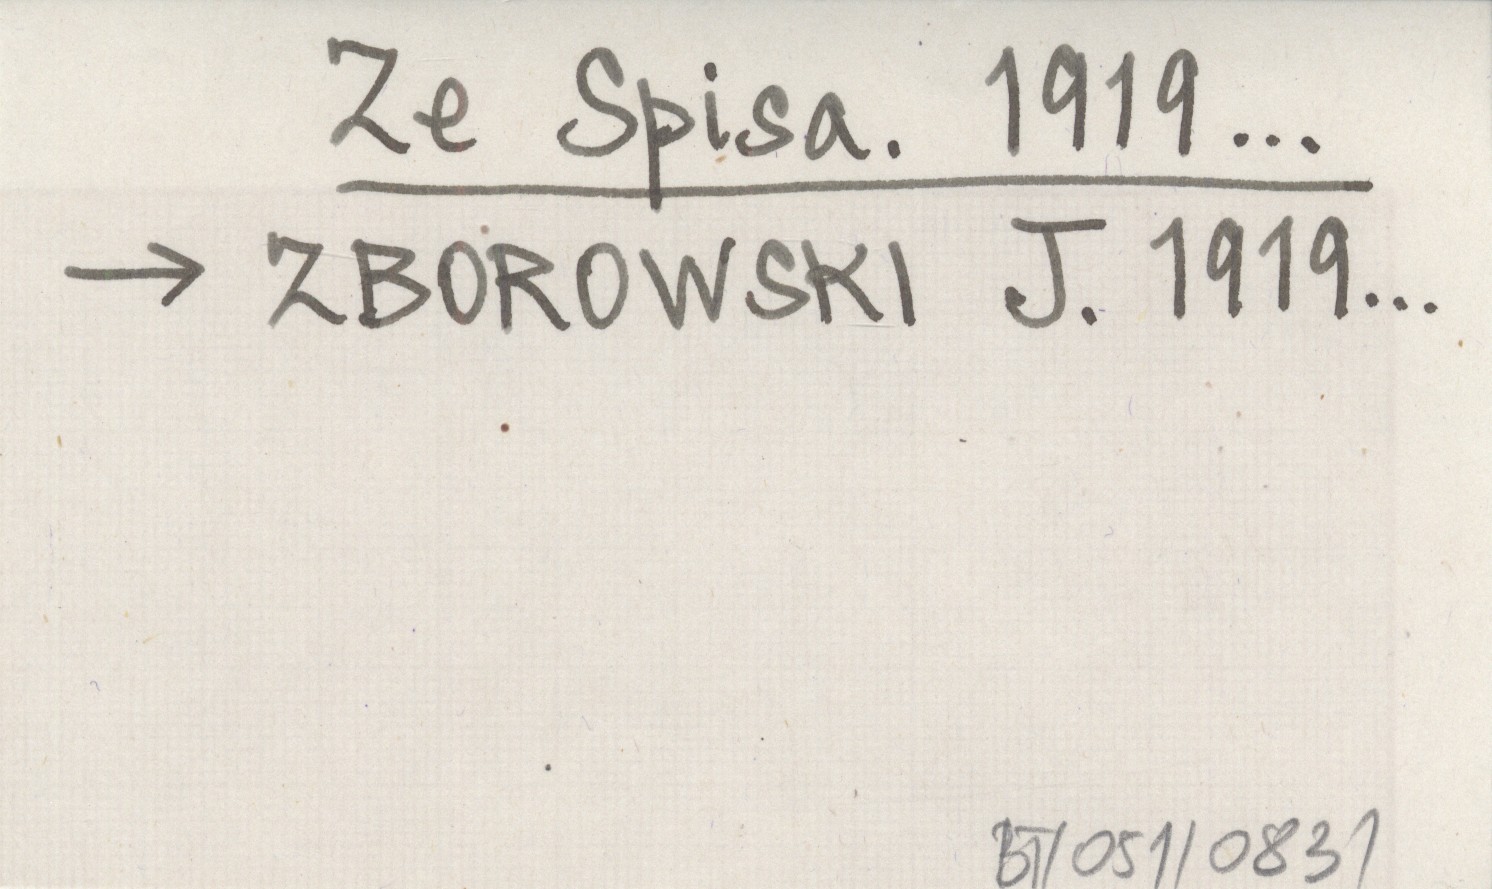 Ze Spisa. 1919...
→ ZBOROWSKI J. 1919...
BT/051/0831